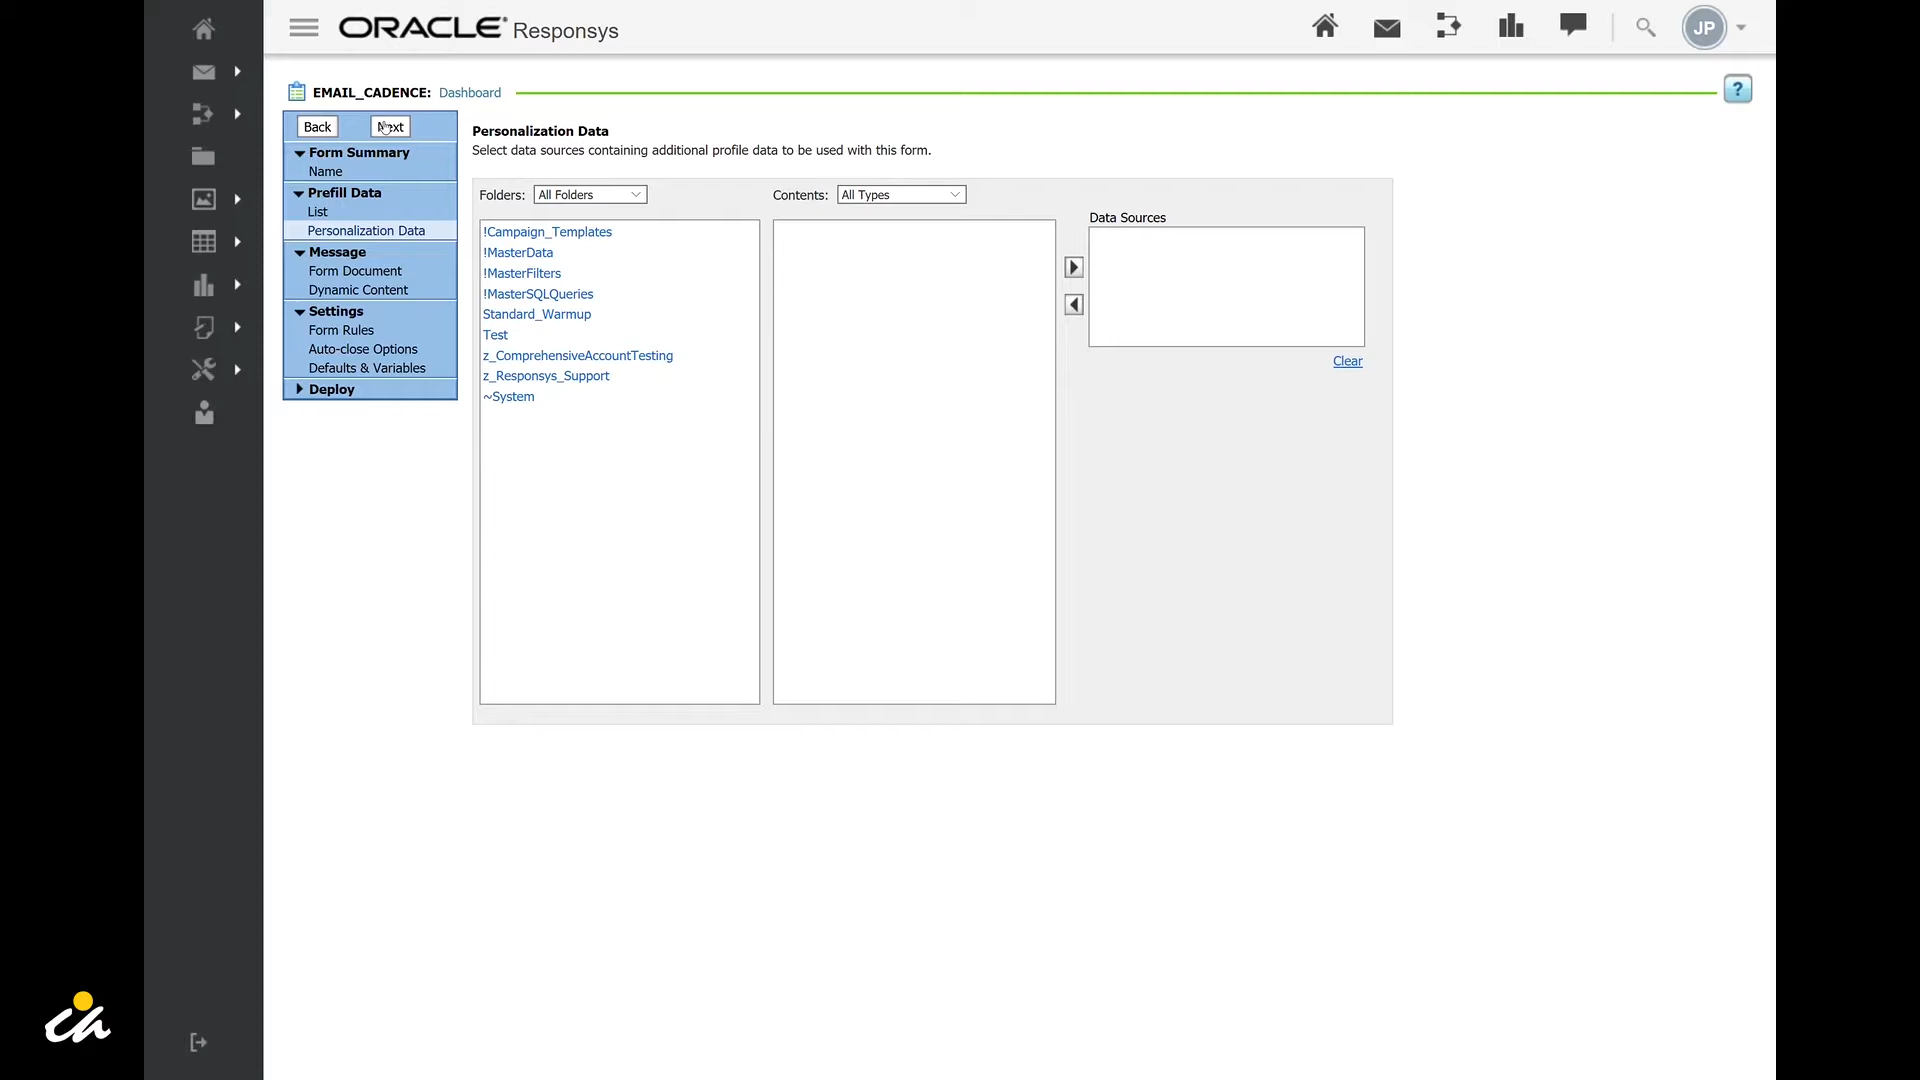 ORACLE Responsys
JP
EMAIL_CADENCE: Dashboard
?
Back Next
Form Summary
Name
Prefill Data
List
Personalization Data
Message
Form Document
Dynamic Content
Settings
Form Rules
Auto-close Options
Defaults & Variables
Deploy
Personalization Data
Select data sources containing additional profile data to be used with this form.
Folders: All Folders
Contents: All Types
!Campaign_Templates
!MasterData
!MasterFilters
!MasterSQLQueries
Standard_Warmup
Test
z_ComprehensiveAccountTesting
z_Responsys_Support
~System
Data Sources
Clear